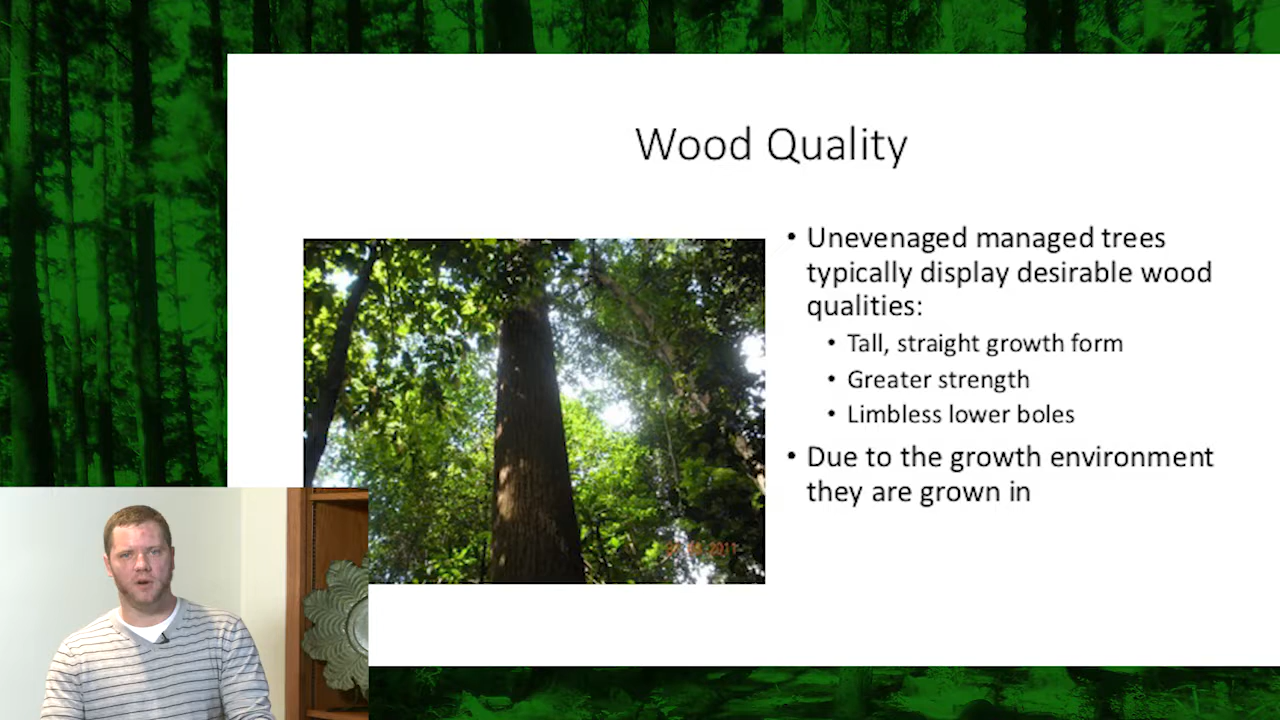 Wood Quality
• Unevenaged managed trees
typically display desirable wood
qualities:
• Tall, straight growth form
• Greater strength
• Limbless lower boles
• Due to the growth environment
they are grown in